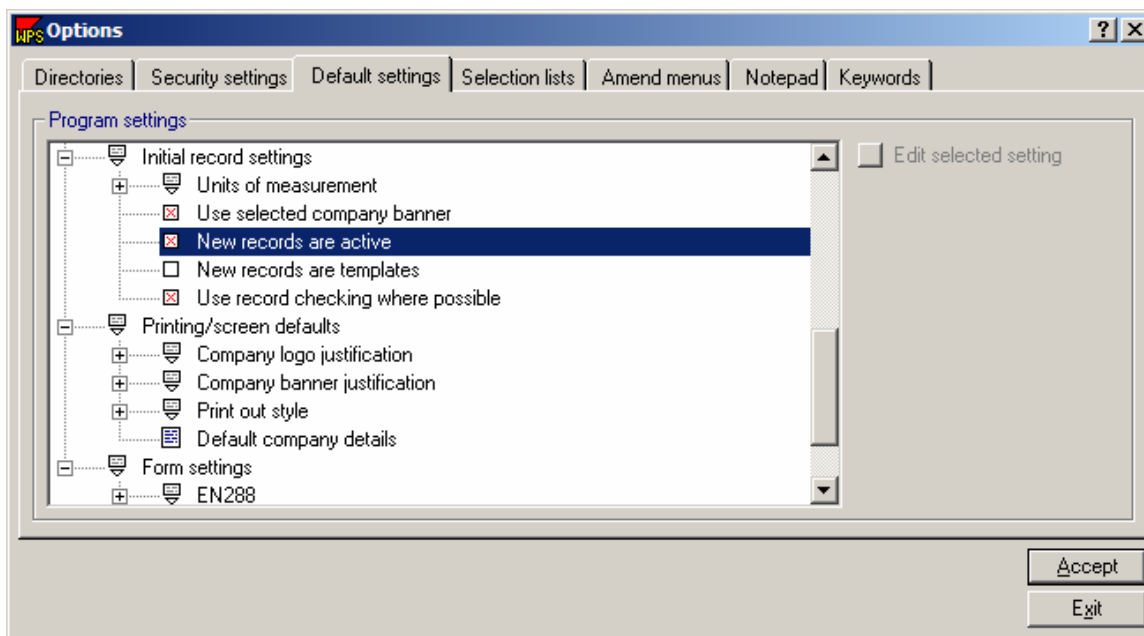 WPS Options
Directories Security settings Default settings Selection lists Amend menus Notepad Keywords
Program settings
Initial record settings
Edit selected setting
Units of measurement
Use selected company banner
New records are active
New records are templates
Use record checking where possible
Printing/screen defaults
Company logo justification
Company banner justification
Print out style
Default company details
Form settings
EN288
Accept
Exit